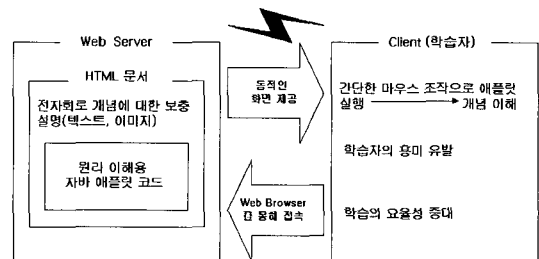 Web Server
HTML 문서
전자회로 개념에 대한 보충
설명(텍스트, 이미지)
원리 이해용
자바 애플릿 코드
동적인
화면 제공
Web Browser
를 통해 접속
Client (학습자)
간단한 마우스 조작으로 애플릿
실행 개념 이해
학습자의 흥미 유발
학습의 효율성 증대